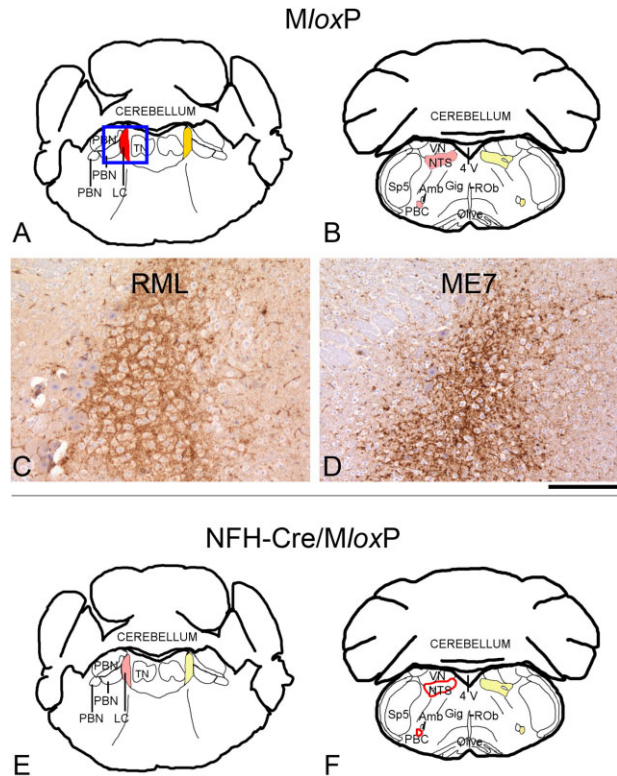 MloxP
CEREBELLUM
PBN
TN
PBN
PBN LC
A
CEREBELLUM
VN
NTS
4 V
Sp5 Amb Gig ROb
PBC
Olive
B
RML
C
ME7
D
NFH-Cre/MloxP
CEREBELLUM
PBN
TN
PBN
PBN LC
E
CEREBELLUM
VN
NTS
4 V
Sp5 Amb Gig ROb
PBC
Olive
F